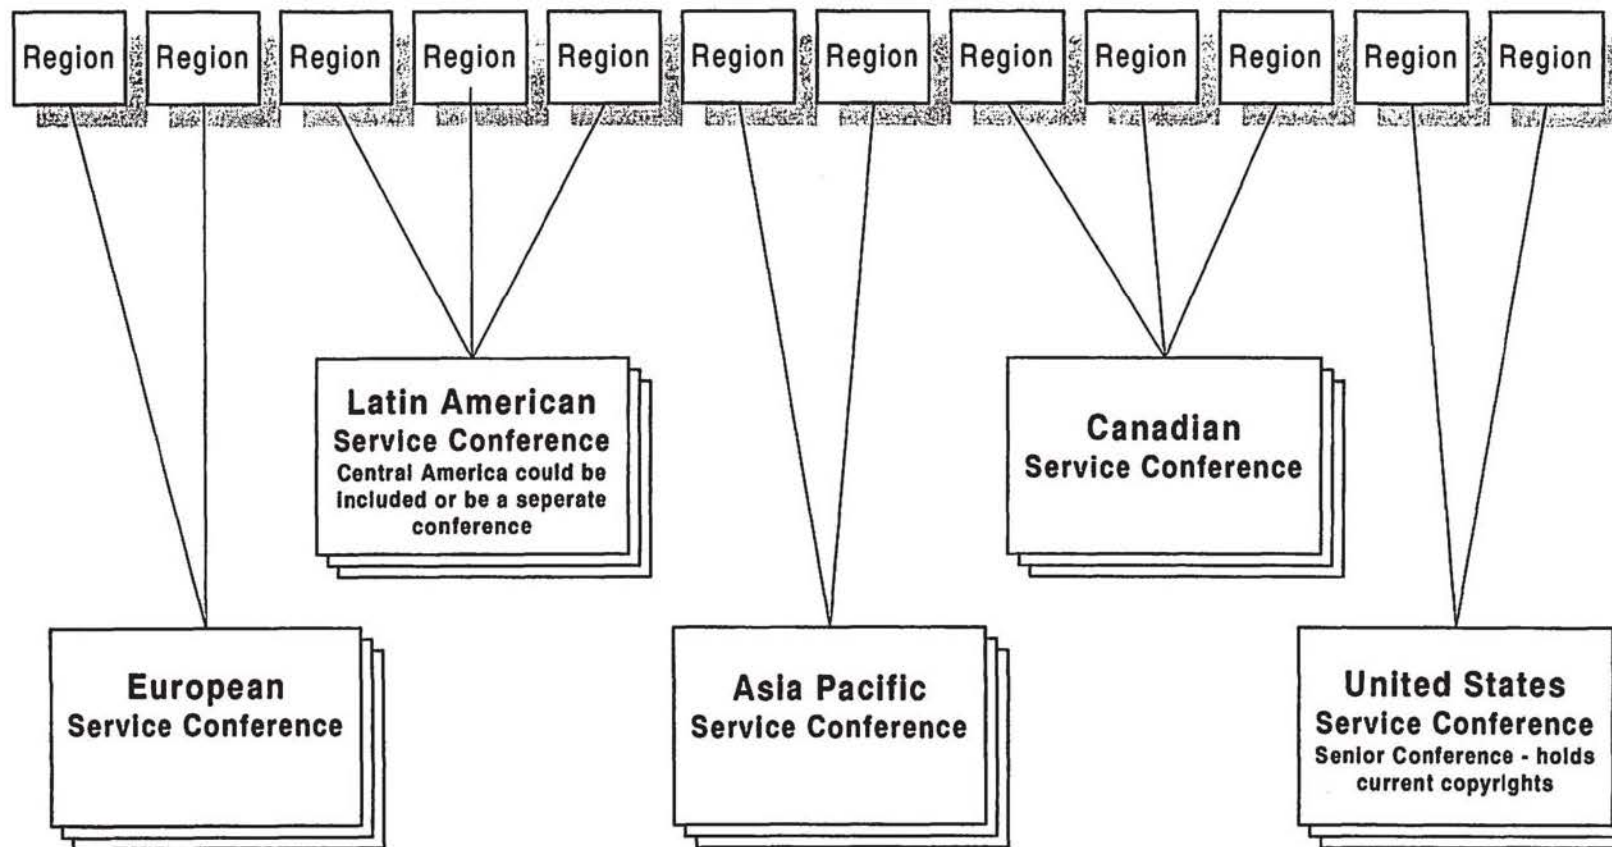 Region Region Region Region Region Region Region Region Region Region Region Region
Latin American
Service Conference
Central America could be
included or be a seperate
conference
Canadian
Service Conference
European
Service Conference
Asia Pacific
Service Conference
United States
Service Conference
Senior Conference - holds
current copyrights